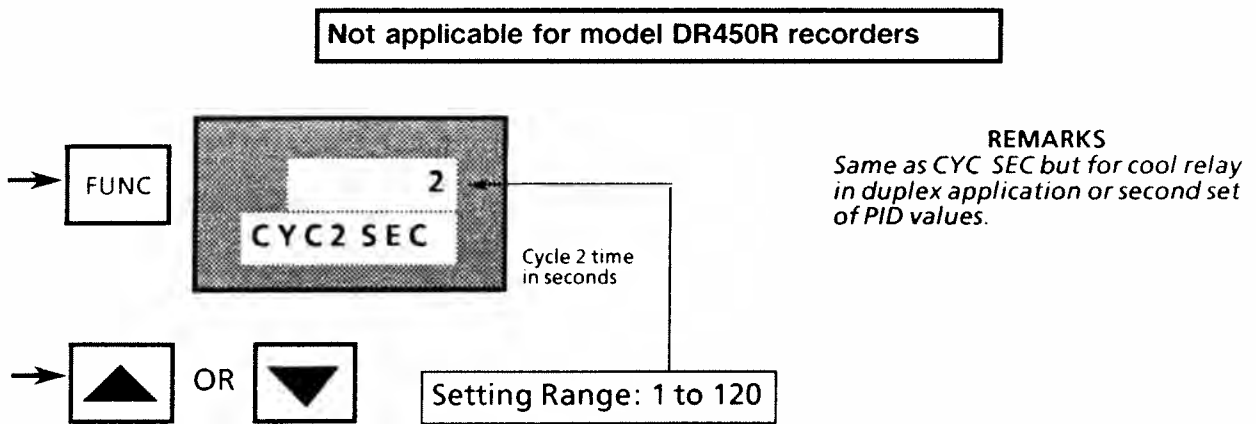 Not applicable for model DR450R recorders
FUNC
2
CYC2 SEC
Cycle 2 time
in seconds
REMARKS
Same as CYC SEC but for cool relay
in duplex application or second set
of PID values.
OR
Setting Range: 1 to 120